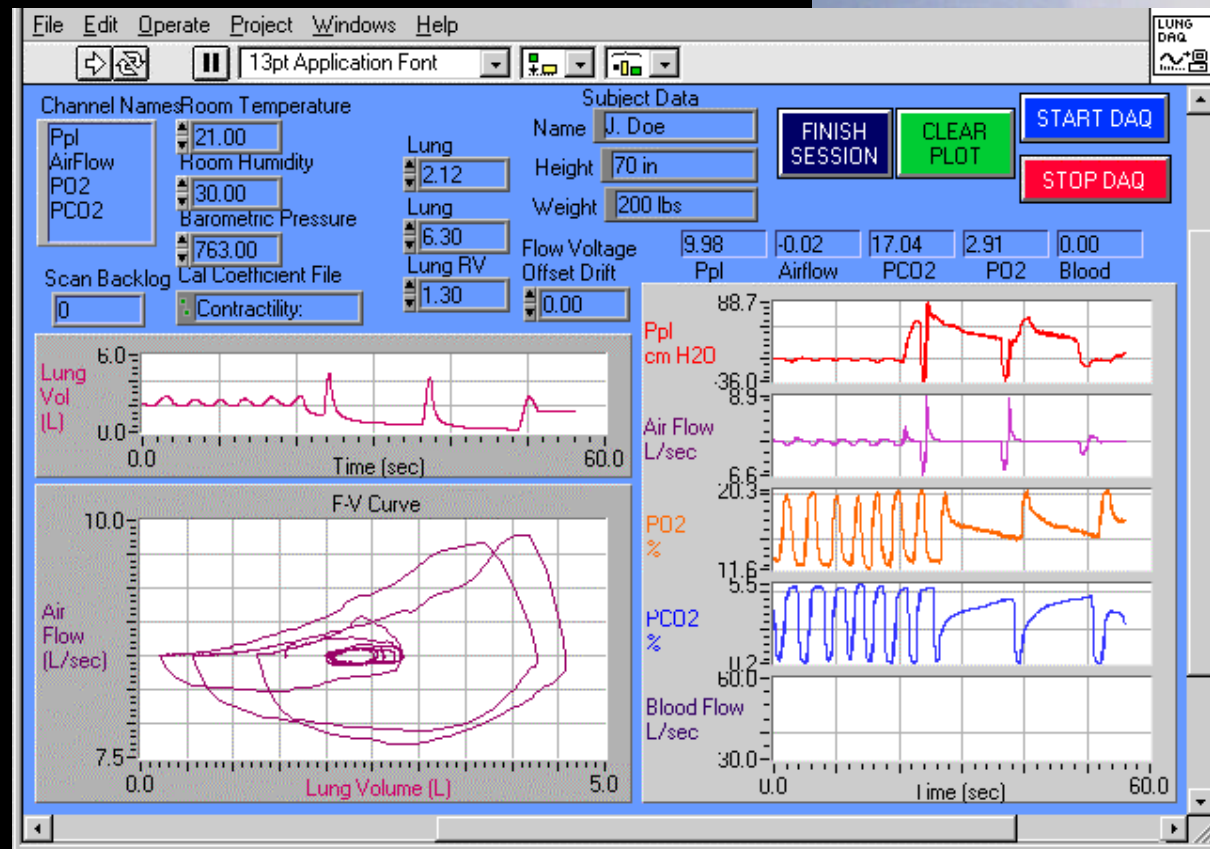 File Edit Operate Project Windows Help
LUNG
DAQ
13pt Application Font
Channel Names
Ppl
AirFlow
PO2
PCO2
Room Temperature
21.00
Room Humidity
30.00
Barometric Pressure
763.00
Scan Backlog
0
Cal Coefficient File
Contractility:
Lung
2.12
Lung
6.30
Lung RV
1.30
Subject Data
Name J. Doe
Height 70 in
Weight 200 lbs
Flow Voltage
Offset Drift
0.00
FINISH
SESSION
CLEAR
PLOT
START DAQ
STOP DAQ
9.98 -0.02 17.04 2.91 0.00
Ppl Airflow PCO2 PO2 Blood
6.0
Lung
Vol
(L)
0.0
0.0 Time (sec) 60.0
F-V Curve
10.0
Air
Flow
(L/sec)
7.5
0.0 Lung Volume (L) 5.0
88.7
Ppl
cm H2O
-36.0
8.9
Air Flow
L/sec
6.6
20.3
PO2
%
11.6
5.5
PCO2
%
0.2
60.0
Blood Flow
L/sec
30.0
0.0 Time (sec) 60.0